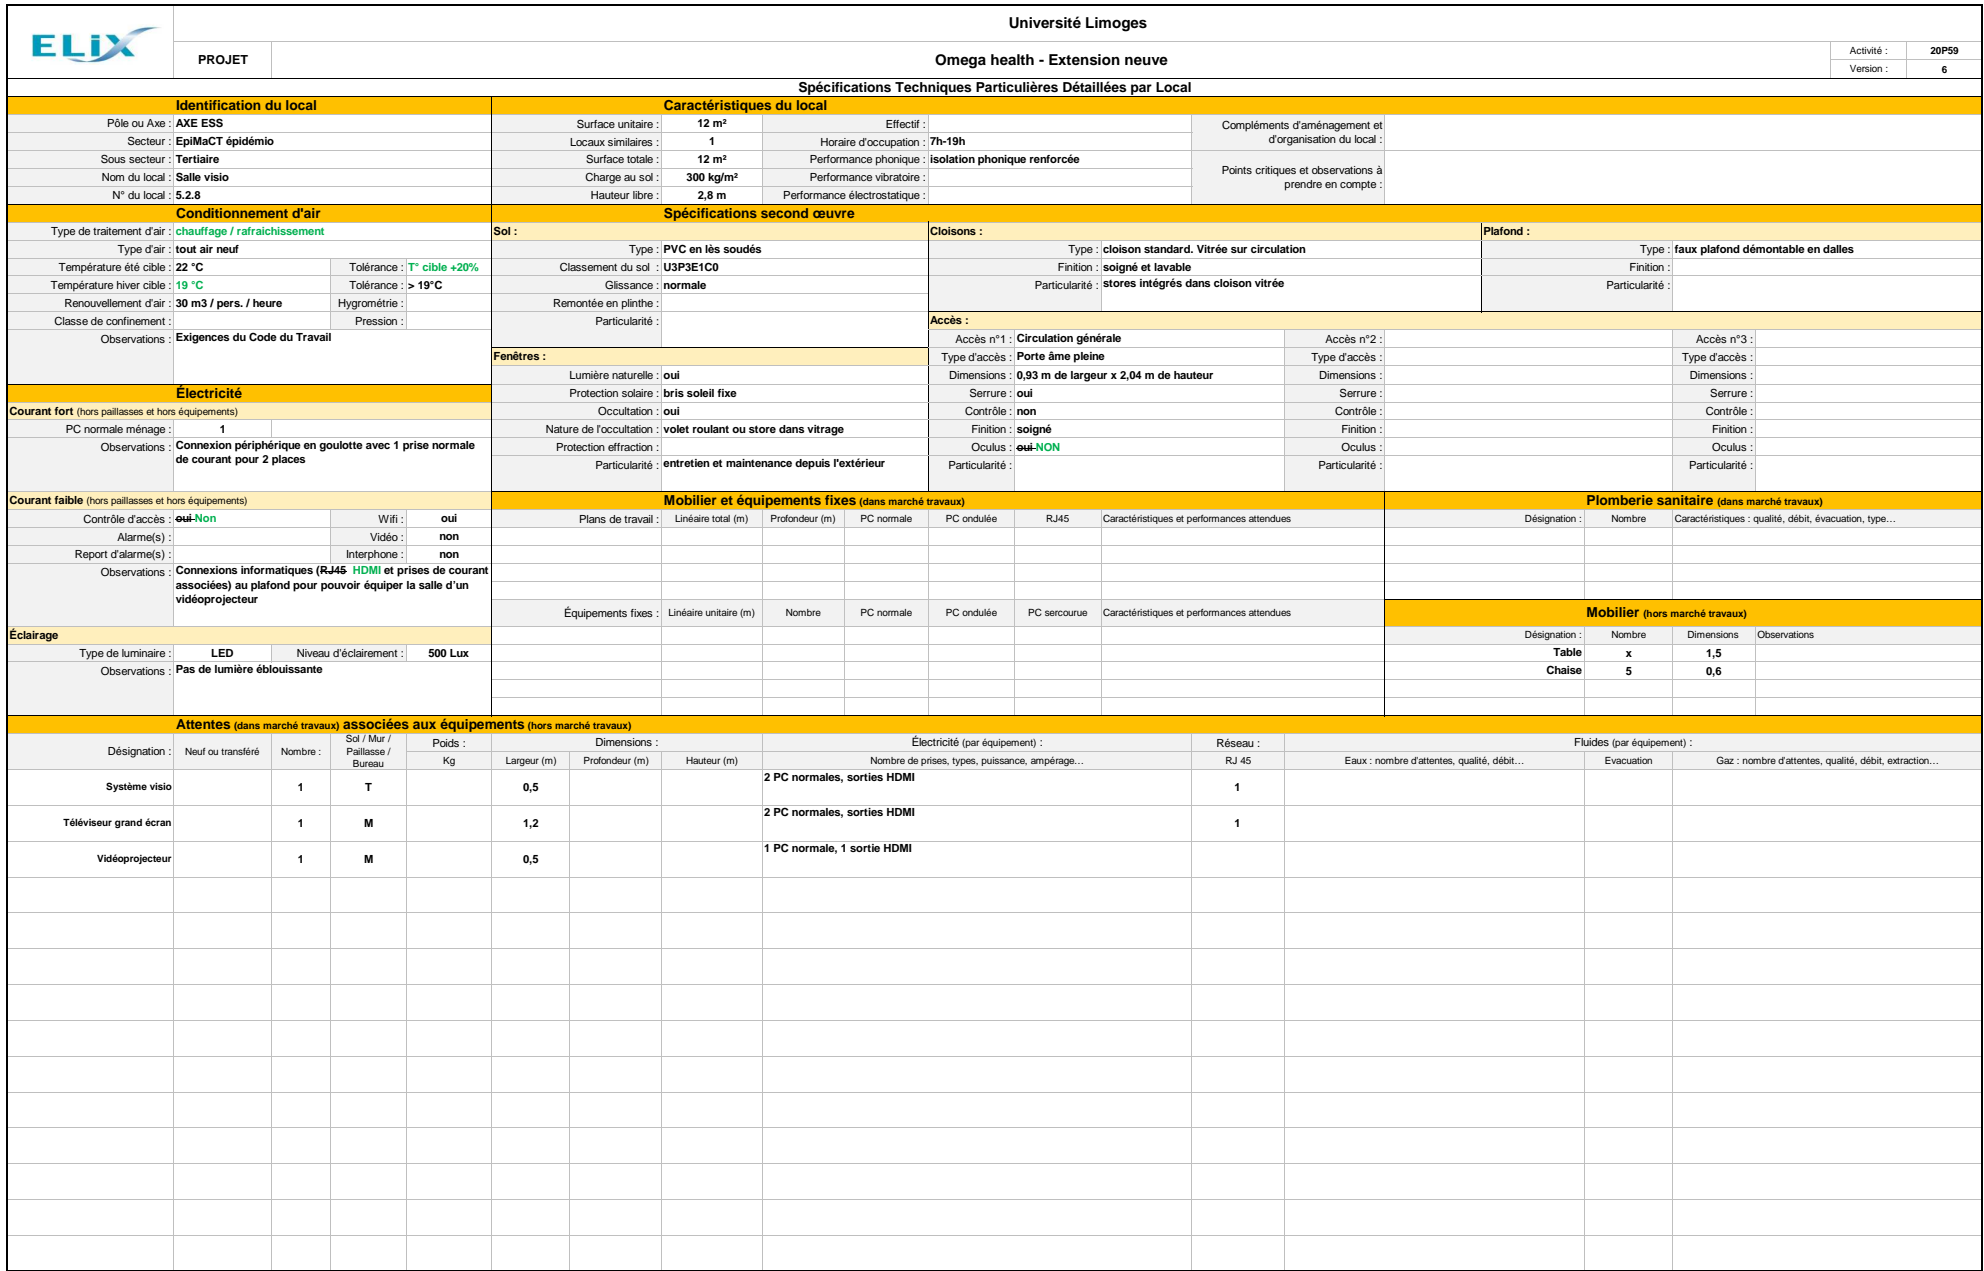 ELiX
Université Limoges
PROJET
Omega health - Extension neuve
Activité : 20P59
Version : 6
Spécifications Techniques Particulières Détaillées par Local
Identification du local
Pôle ou Axe : AXE ESS
Secteur : EpiMaCT épidémio
Sous secteur : Tertiaire
Nom du local : Salle visio
N° du local : 5.2.8
Caractéristiques du local
Surface unitaire : 12 m² Effectif :
Locaux similaires : 1 Horaire d'occupation : 7h-19h
Surface totale : 12 m² Performance phonique : isolation phonique renforcée
Charge au sol : 300 kg/m² Performance vibratoire :
Hauteur libre : 2,8 m Performance électrostatique :
Compléments d'aménagement et
d'organisation du local :
Points critiques et observations à
prendre en compte :
Conditionnement d'air
Type de traitement d'air : chauffage / rafraichissement
Type d'air : tout air neuf
Température été cible : 22 °C Tolérance : T° cible +20%
Température hiver cible : 19 °C Tolérance : > 19°C
Renouvellement d'air : 30 m3 / pers. / heure Hygrométrie :
Classe de confinement : Pression :
Observations : Exigences du Code du Travail
Spécifications second œuvre
Sol :
Type : PVC en lès soudés
Classement du sol : U3P3E1C0
Glissance : normale
Remontée en plinthe :
Particularité :
Cloisons :
Type : cloison standard. Vitrée sur circulation
Finition : soigné et lavable
Particularité : stores intégrés dans cloison vitrée
Plafond :
Type : faux plafond démontable en dalles
Finition :
Particularité :
Fenêtres :
Lumière naturelle : oui
Protection solaire : bris soleil fixe
Occultation : oui
Nature de l'occultation : volet roulant ou store dans vitrage
Protection effraction :
Particularité : entretien et maintenance depuis l'extérieur
Accès :
Accès n°1 : Circulation générale Accès n°2 : Accès n°3 :
Type d'accès : Porte âme pleine Type d'accès : Type d'accès :
Dimensions : 0,93 m de largeur x 2,04 m de hauteur Dimensions : Dimensions :
Serrure : oui Serrure : Serrure :
Contrôle : non Contrôle : Contrôle :
Finition : soigné Finition : Finition :
Oculus : oui NON Oculus : Oculus :
Particularité : Particularité : Particularité :
Électricité
Courant fort (hors paillasses et hors équipements)
PC normale ménage : 1
Observations : Connexion périphérique en goulotte avec 1 prise normale
de courant pour 2 places
Courant faible (hors paillasses et hors équipements)
Contrôle d'accès : oui Non Wifi : oui
Alarme(s) : Vidéo : non
Report d'alarme(s) : Interphone : non
Observations : Connexions informatiques (RJ45 HDMI et prises de courant
associées) au plafond pour pouvoir équiper la salle d'un
vidéoprojecteur
Éclairage
Type de luminaire : LED Niveau d'éclairement : 500 Lux
Observations : Pas de lumière éblouissante
Mobilier et équipements fixes (dans marché travaux)
Plans de travail : Linéaire total (m) Profondeur (m) PC normale PC ondulée RJ45 Caractéristiques et performances attendues
Équipements fixes : Linéaire unitaire (m) Nombre PC normale PC ondulée PC sercourue Caractéristiques et performances attendues
Plomberie sanitaire (dans marché travaux)
Désignation : Nombre Caractéristiques : qualité, débit, évacuation, type…
Mobilier (hors marché travaux)
Désignation : Nombre Dimensions Observations
Table x 1,5
Chaise 5 0,6
Attentes (dans marché travaux) associées aux équipements (hors marché travaux)
Désignation : Neuf ou transféré Nombre : Sol / Mur /
Paillasse /
Bureau
Poids : Dimensions : Électricité (par équipement) : Réseau : Fluides (par équipement) :
Kg Largeur (m) Profondeur (m) Hauteur (m) Nombre de prises, types, puissance, ampérage… RJ 45 Eaux : nombre d'attentes, qualité, débit… Evacuation Gaz : nombre d'attentes, qualité, débit, extraction…
Système visio 1 T 0,5 2 PC normales, sorties HDMI 1
Téléviseur grand écran 1 M 1,2 2 PC normales, sorties HDMI 1
Vidéoprojecteur 1 M 0,5 1 PC normale, 1 sortie HDMI